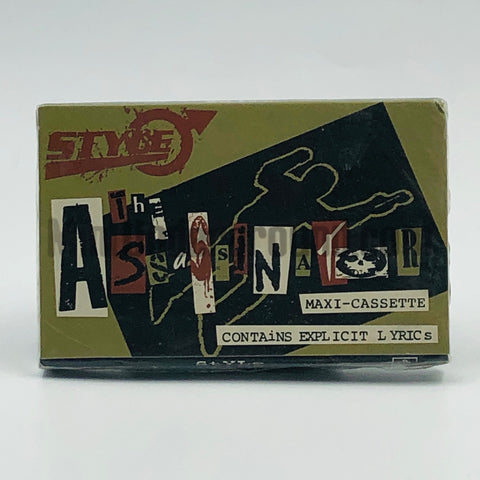 STYLE
The
ASSaSSiNATOR
MAXI-CASSETTE
CONTAiNS EXPLICIT LYRICs